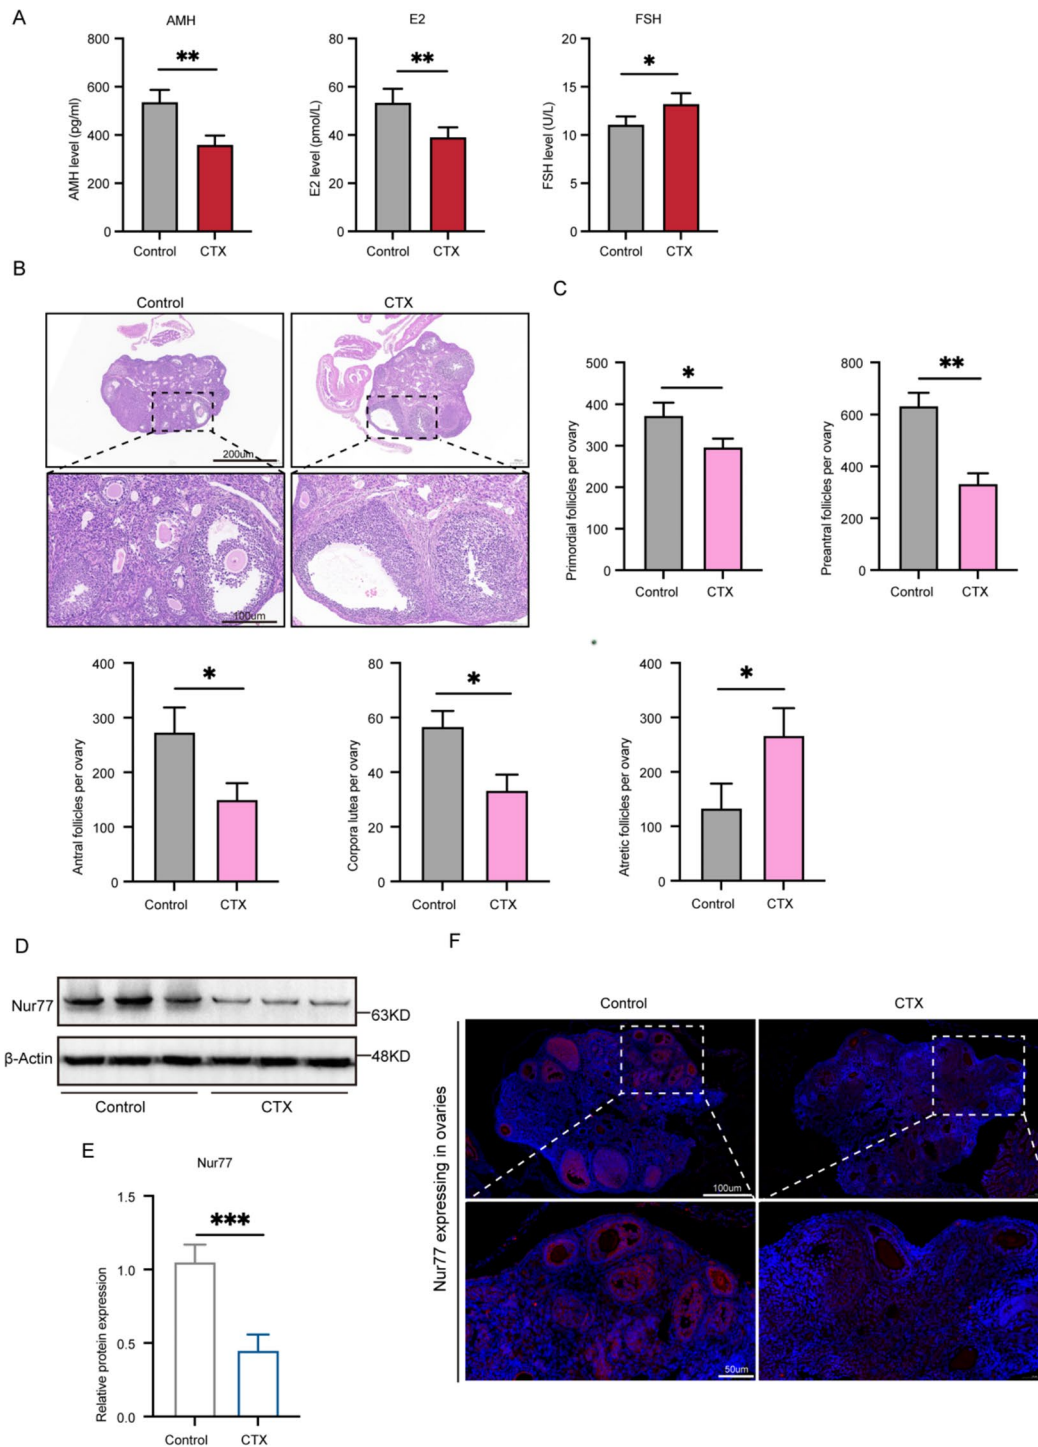 A
AMH
E2
FSH
AMH level (pg/ml)
800
600
400
200
0
**
Control
CTX
E2 level (pmol/L)
80
60
40
20
0
**
Control
CTX
FSH level (U/L)
20
15
10
5
0
*
Control
CTX
B
Control
CTX
200um
100um
C
Primordial follicles per ovary
500
400
300
200
100
0
*
Control
CTX
Preantral follicles per ovary
800
600
400
800
0
**
Control
CTX
Antral follicles per ovary
400
300
200
100
0
*
Control
CTX
Corpora lutea per ovary
80
60
40
20
0
*
Control
CTX
Atretic follicles per ovary
400
300
200
100
0
*
Control
CTX
D
Nur77
63KD
β-Actin
48KD
Control
CTX
E
Nur77
Relative protein expression
1.5
1.0
0.5
0.0
***
Control
CTX
F
Control
CTX
Nur77 expressing in ovaries
100um
50um